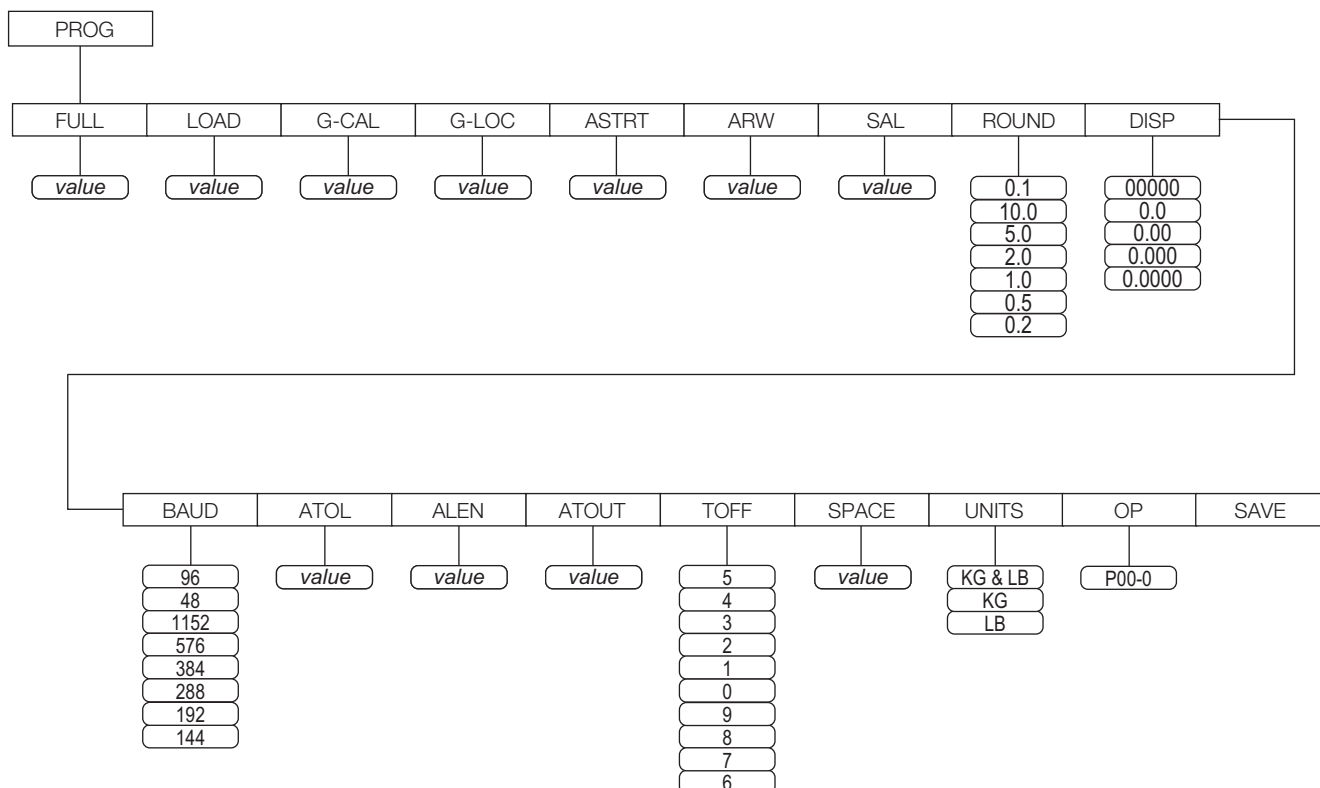 PROG
FULL LOAD G-CAL G-LOC ASTRT ARW SAL ROUND DISP
value value value value value value value 0.1 00000
10.0 0.0
5.0 0.00
2.0 0.000
1.0 0.0000
0.5
0.2
BAUD ATOL ALEN ATOUT TOFF SPACE UNITS OP SAVE
96 value value value 5 value KG & LB P00-0
48 4 KG
1152 3 LB
576 2
384 1
288 0
192 9
144 8
7
6